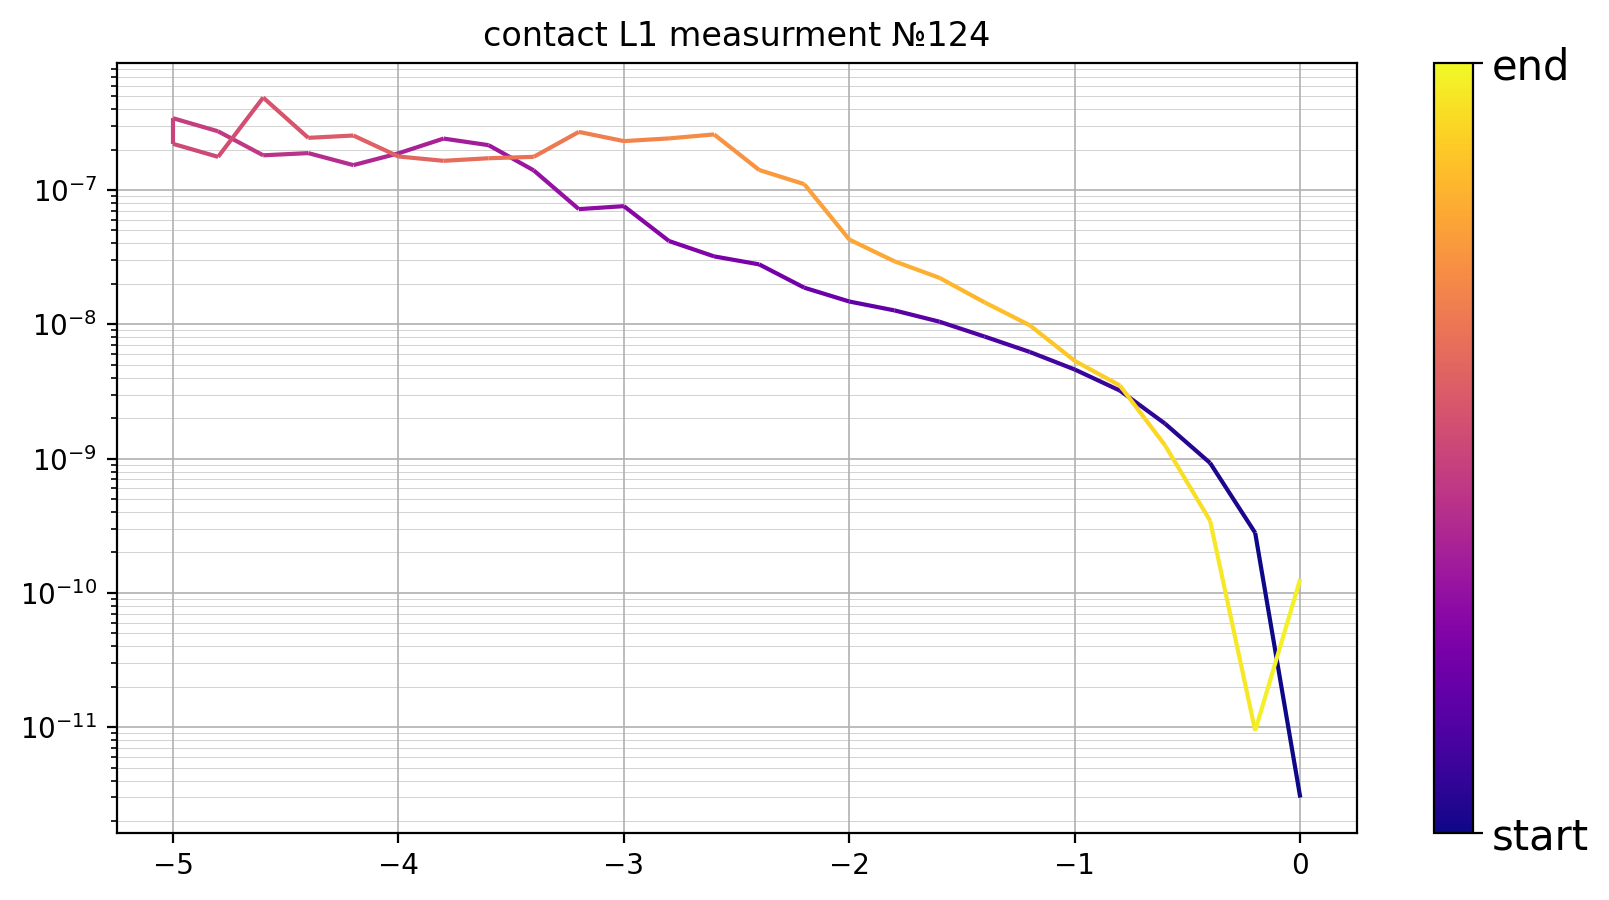 contact L1 measurment №124
end
10⁻⁷
10⁻⁸
10⁻⁹
10⁻¹⁰
10⁻¹¹
start
−5 −4 −3 −2 −1 0